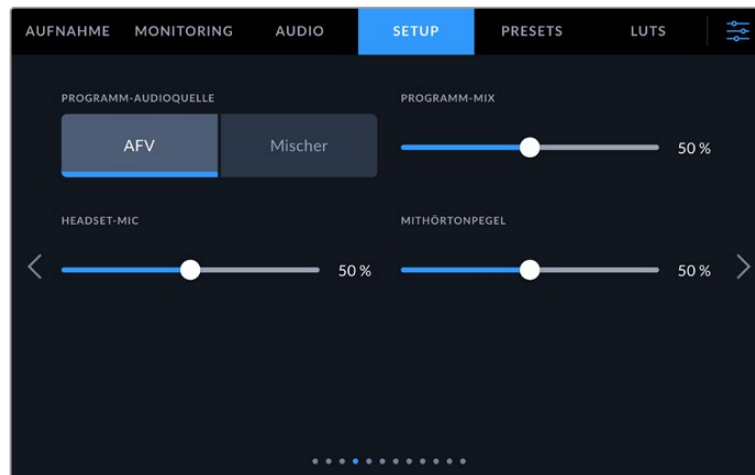 AUFNAHME MONITORING AUDIO SETUP PRESETS LUTS
PROGRAMM-AUDIOQUELLE PROGRAMM-MIX
AFV Mischer 50 %
HEADSET-MIC MITHÖRTONPEGEL
50 % 50 %